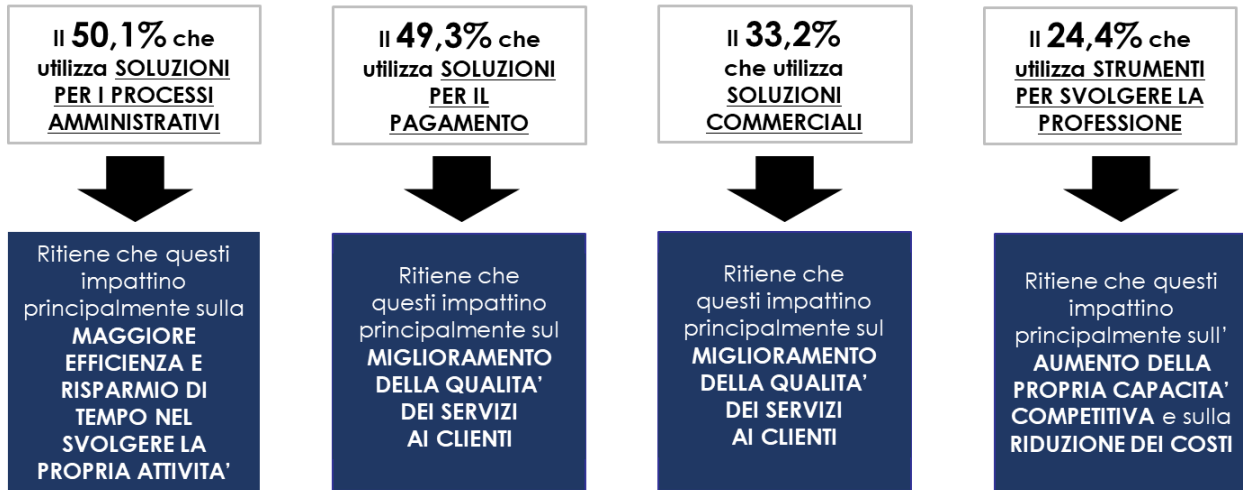 Il 50,1% che
utilizza SOLUZIONI
PER I PROCESSI
AMMINISTRATIVI
Ritiene che questi
impattino
principalmente sulla
MAGGIORE
EFFICIENZA E
RISPARMIO DI
TEMPO NEL
SVOLGERE LA
PROPRIA ATTIVITA'
Il 49,3% che
utilizza SOLUZIONI
PER IL
PAGAMENTO
Ritiene che
questi impattino
principalmente sul
MIGLIORAMENTO
DELLA QUALITA'
DEI SERVIZI
AI CLIENTI
Il 33,2%
che utilizza
SOLUZIONI
COMMERCIALI
Ritiene che
questi impattino
principalmente sul
MIGLIORAMENTO
DELLA QUALITA'
DEI SERVIZI
AI CLIENTI
Il 24,4% che
utilizza STRUMENTI
PER SVOLGERE LA
PROFESSIONE
Ritiene che questi
impattino
principalmente sull'
AUMENTO DELLA
PROPRIA CAPACITA'
COMPETITIVA e sulla
RIDUZIONE DEI COSTI